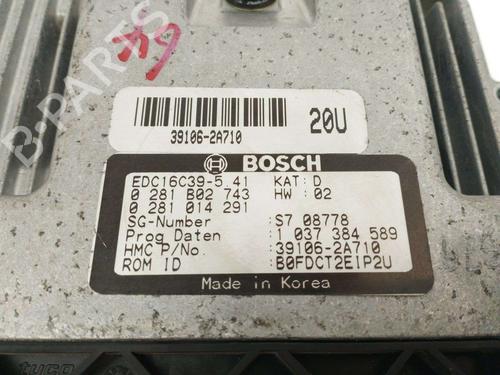 B-PARTS
39106-2A710
20U
BOSCH
EDC16C39-5.41 KAT: D
0 281 B02 743 HW : 02
0 281 014 291
SG-Number S7 08778
Prog Daten 1 037 384 589
HMC P/No. 39106-2A710
ROM ID B0FDCT2EIP2U
Made in Korea
tyco